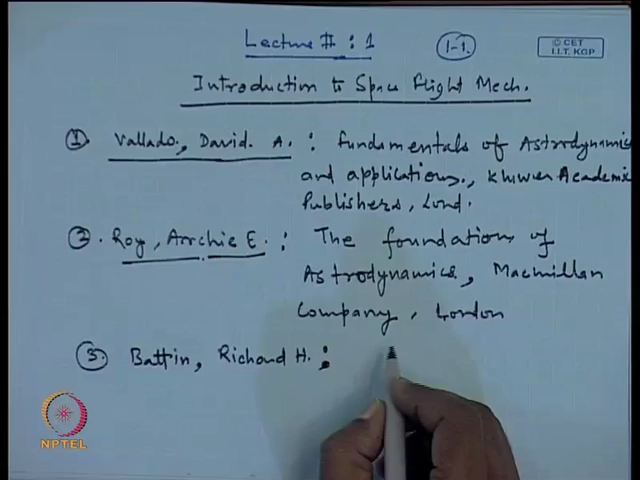 Lecture # : 1
1-1.
© CET
I.I.T. KGP
Introduction to Space Flight Mech.
1. Vallado, David. A. : Fundamentals of Astrodynamics
and applications, Kluwer Academic
Publishers, Lond.
2. Roy, Archie E. : The foundation of
Astrodynamics, Macmillan
Company, London
3. Battin, Richard H. :
NPTEL